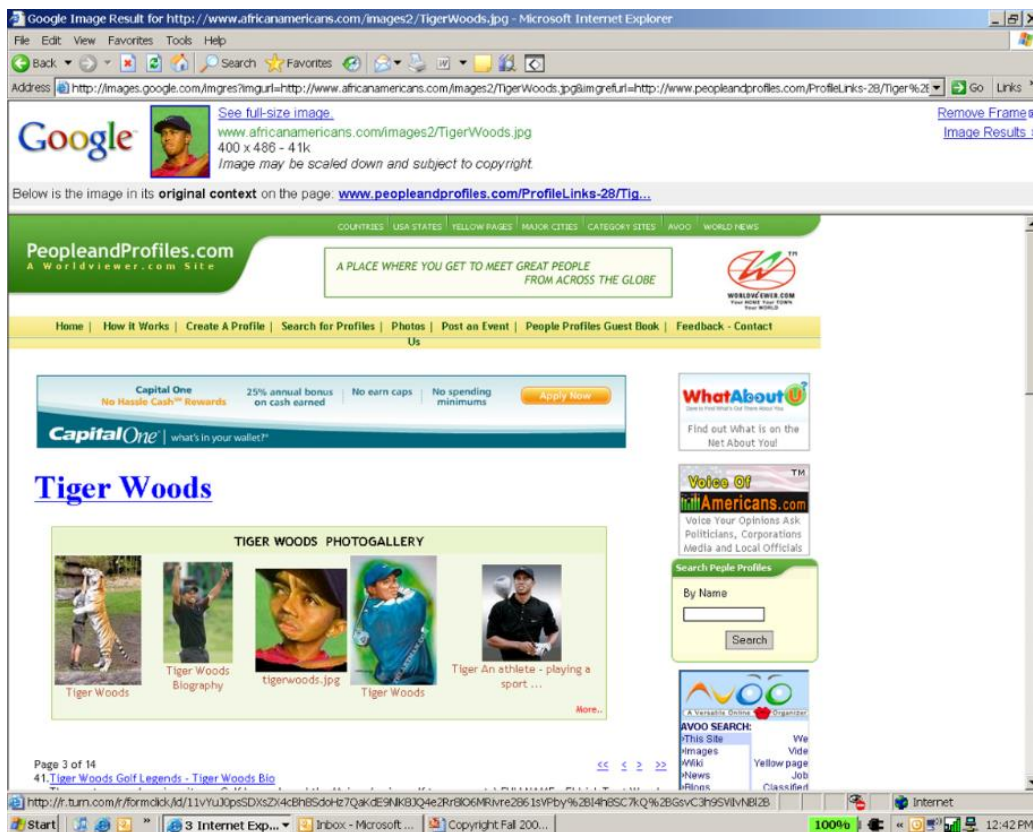 Google Image Result for http://www.africanamericans.com/images2/TigerWoods.jpg - Microsoft Internet Explorer
File Edit View Favorites Tools Help
Back Search Favorites
Address http://images.google.com/imgres?imgurl=http://www.africanamericans.com/images2/TigerWoods.jpg&imgrefurl=http://www.peopleandprofiles.com/ProfileLinks-28/Tiger%2 Go Links
Google
See full-size image.
www.africanamericans.com/images2/TigerWoods.jpg
400 x 486 - 41k
Image may be scaled down and subject to copyright.
Remove Frame
Image Results
Below is the image in its original context on the page: www.peopleandprofiles.com/ProfileLinks-28/Tig...
COUNTRIES USA STATES YELLOW PAGES MAJOR CITIES CATEGORY SITES AVOO WORLD NEWS
PeopleandProfiles.com
A Worldviewer.com Site
A PLACE WHERE YOU GET TO MEET GREAT PEOPLE
FROM ACROSS THE GLOBE
TM
WORLDVIEWER.COM
Your HOME Your TOWN
Your WORLD
Home | How it Works | Create A Profile | Search for Profiles | Photos | Post an Event | People Profiles Guest Book | Feedback - Contact
Us
Capital One
No Hassle Cash℠ Rewards
25% annual bonus
on cash earned
No earn caps
No spending
minimums
Apply Now
CapitalOne what's in your wallet?®
WhatAboutU?
Find out What is on the
Net About You!
Tiger Woods
Voice Of TM
Americans.com
Voice Your Opinions Ask
Politicians, Corporations
Media and Local Officials
TIGER WOODS PHOTOGALLERY
Tiger Woods
Tiger Woods
Biography
tigerwoods.jpg
Tiger Woods
Tiger An athlete - playing a
sport ...
More..
Search Peple Profiles
By Name
Search
AVOO
A Versatile Online Organizer
AVOO SEARCH:
This Site We
Images Vide
Wiki Yellow page
News Job
Blogs Classified
Page 3 of 14
<< < > >>
41.Tiger Woods Golf Legends - Tiger Woods Bio
Internet
Start 3 Internet Exp... Inbox - Microsoft ... Copyright Fall 200... 100% 12:42 PM